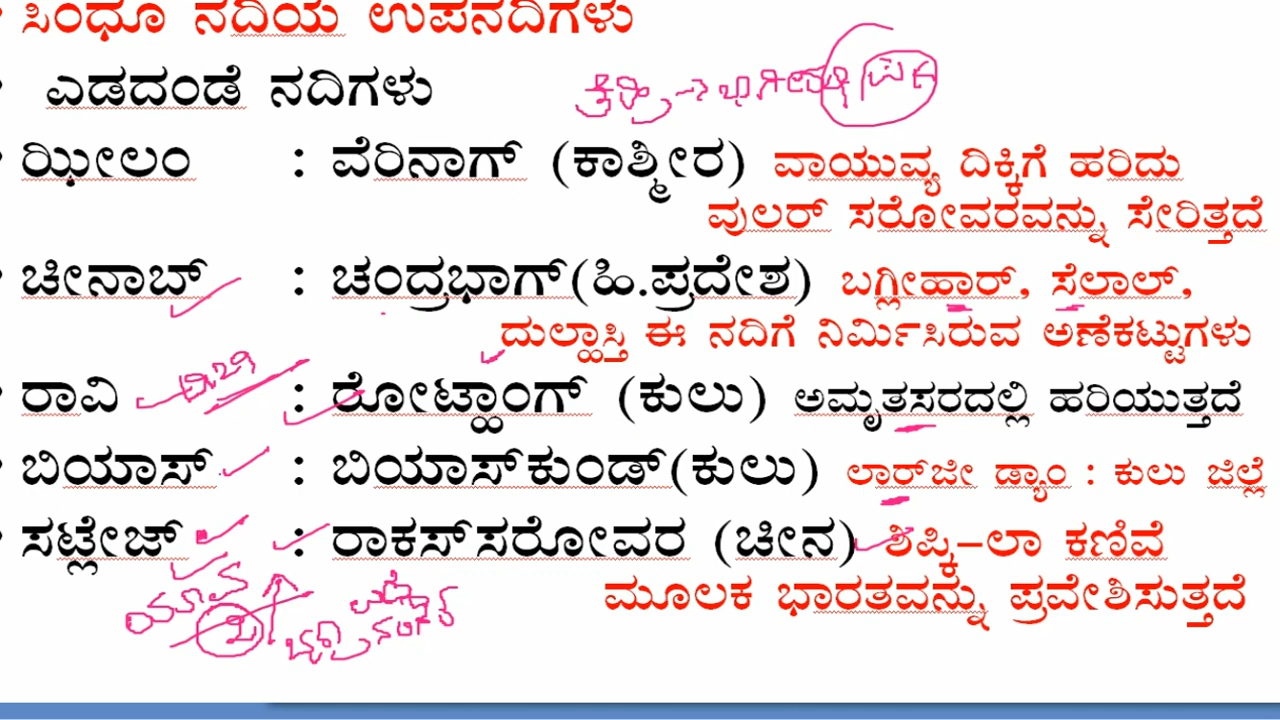 ಸಿಂಧೂ ನದಿಯ ಉಪನದಿಗಳು
ಎಡದಂಡೆ ನದಿಗಳು
ಝೀಲಂ : ವೆರಿನಾಗ್ (ಕಾಶ್ಮೀರ) ವಾಯುವ್ಯ ದಿಕ್ಕಿಗೆ ಹರಿದು
ವುಲರ್ ಸರೋವರವನ್ನು ಸೇರಿತ್ತದೆ
ಚೀನಾಬ್ : ಚಂದ್ರಭಾಗ್(ಹಿ.ಪ್ರದೇಶ) ಬಗ್ಲೀಹಾರ್, ಸೆಲಾಲ್,
ದುಲ್ಹಾಸ್ತಿ ಈ ನದಿಗೆ ನಿರ್ಮಿಸಿರುವ ಅಣೆಕಟ್ಟುಗಳು
ರಾವಿ : ರೋಟ್ಹಾಂಗ್ (ಕುಲು) ಅಮೃತಸರದಲ್ಲಿ ಹರಿಯುತ್ತದೆ
ಬಿಯಾಸ್ : ಬಿಯಾಸ್‌ಕುಂಡ್(ಕುಲು) ಲಾರ್‌ಜೀ ಡ್ಯಾಂ : ಕುಲು ಜಿಲ್ಲೆ
ಸಟ್ಲೇಜ್ : ರಾಕಸ್‌ಸರೋವರ (ಚೀನ) ಶಿಪ್ಕಿ-ಲಾ ಕಣಿವೆ
ಮೂಲಕ ಭಾರತವನ್ನು ಪ್ರವೇಶಿಸುತ್ತದೆ